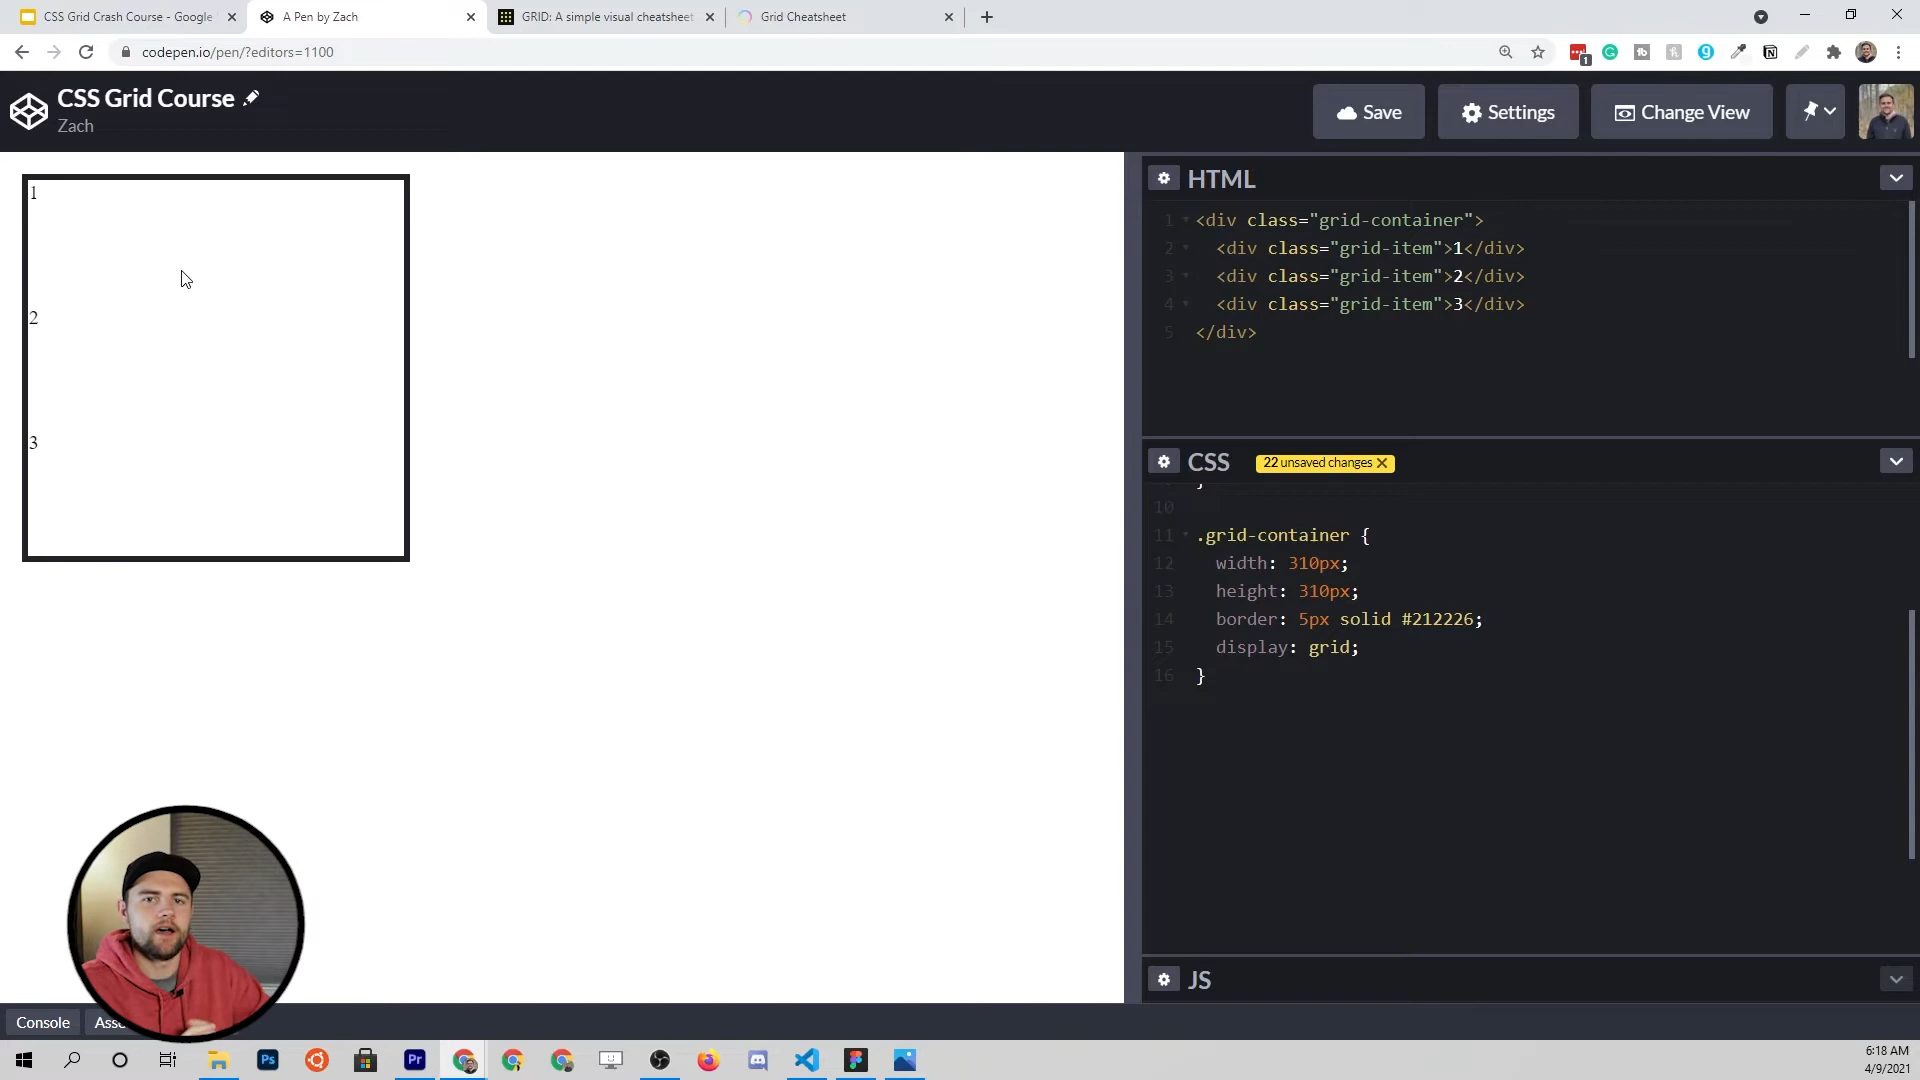 CSS Grid Crash Course - Google
A Pen by Zach
GRID: A simple visual cheatsheet
Grid Cheatsheet
codepen.io/pen/?editors=1100
1
CSS Grid Course
Zach
Save
Settings
Change View
1
2
3
HTML
1 <div class="grid-container">
2 <div class="grid-item">1</div>
3 <div class="grid-item">2</div>
4 <div class="grid-item">3</div>
5 </div>
CSS
22 unsaved changes
10
11 .grid-container {
12 width: 310px;
13 height: 310px;
14 border: 5px solid #212226;
15 display: grid;
16 }
JS
Console
Ps
Pr
6:18 AM
4/9/2021